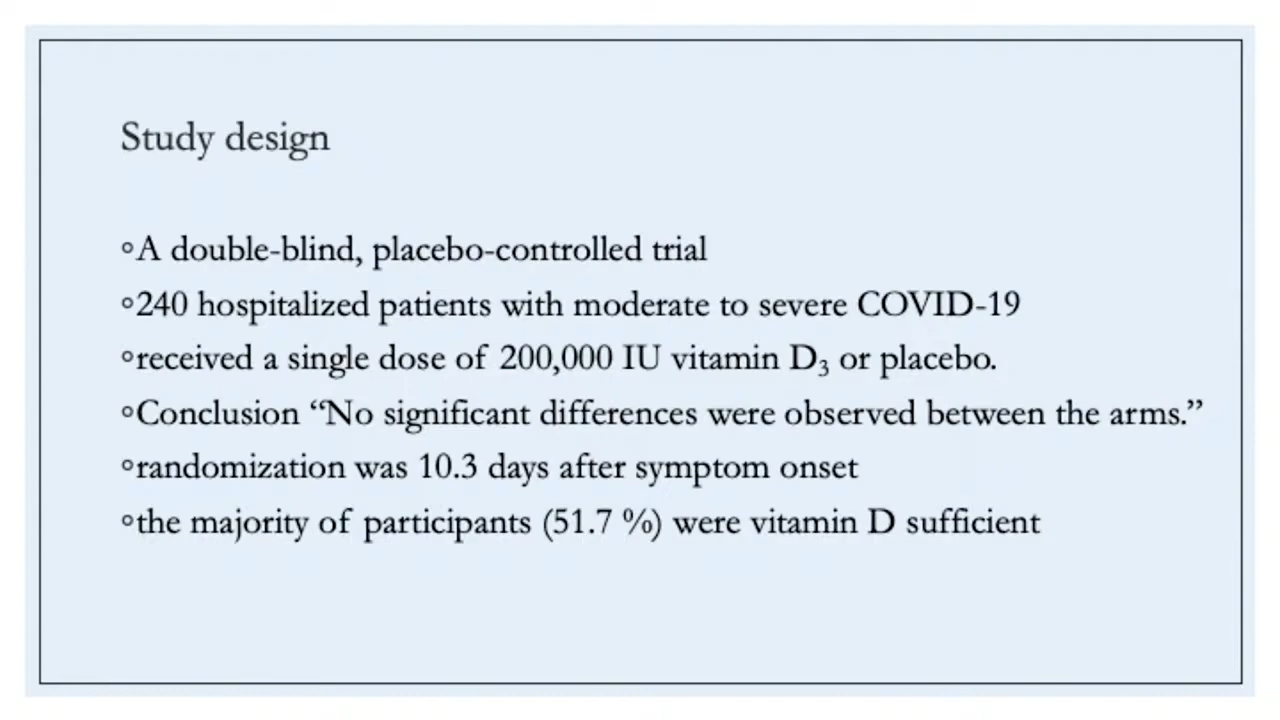 Study design
◦A double-blind, placebo-controlled trial
◦240 hospitalized patients with moderate to severe COVID-19
◦received a single dose of 200,000 IU vitamin D₃ or placebo.
◦Conclusion “No significant differences were observed between the arms.”
◦randomization was 10.3 days after symptom onset
◦the majority of participants (51.7 %) were vitamin D sufficient